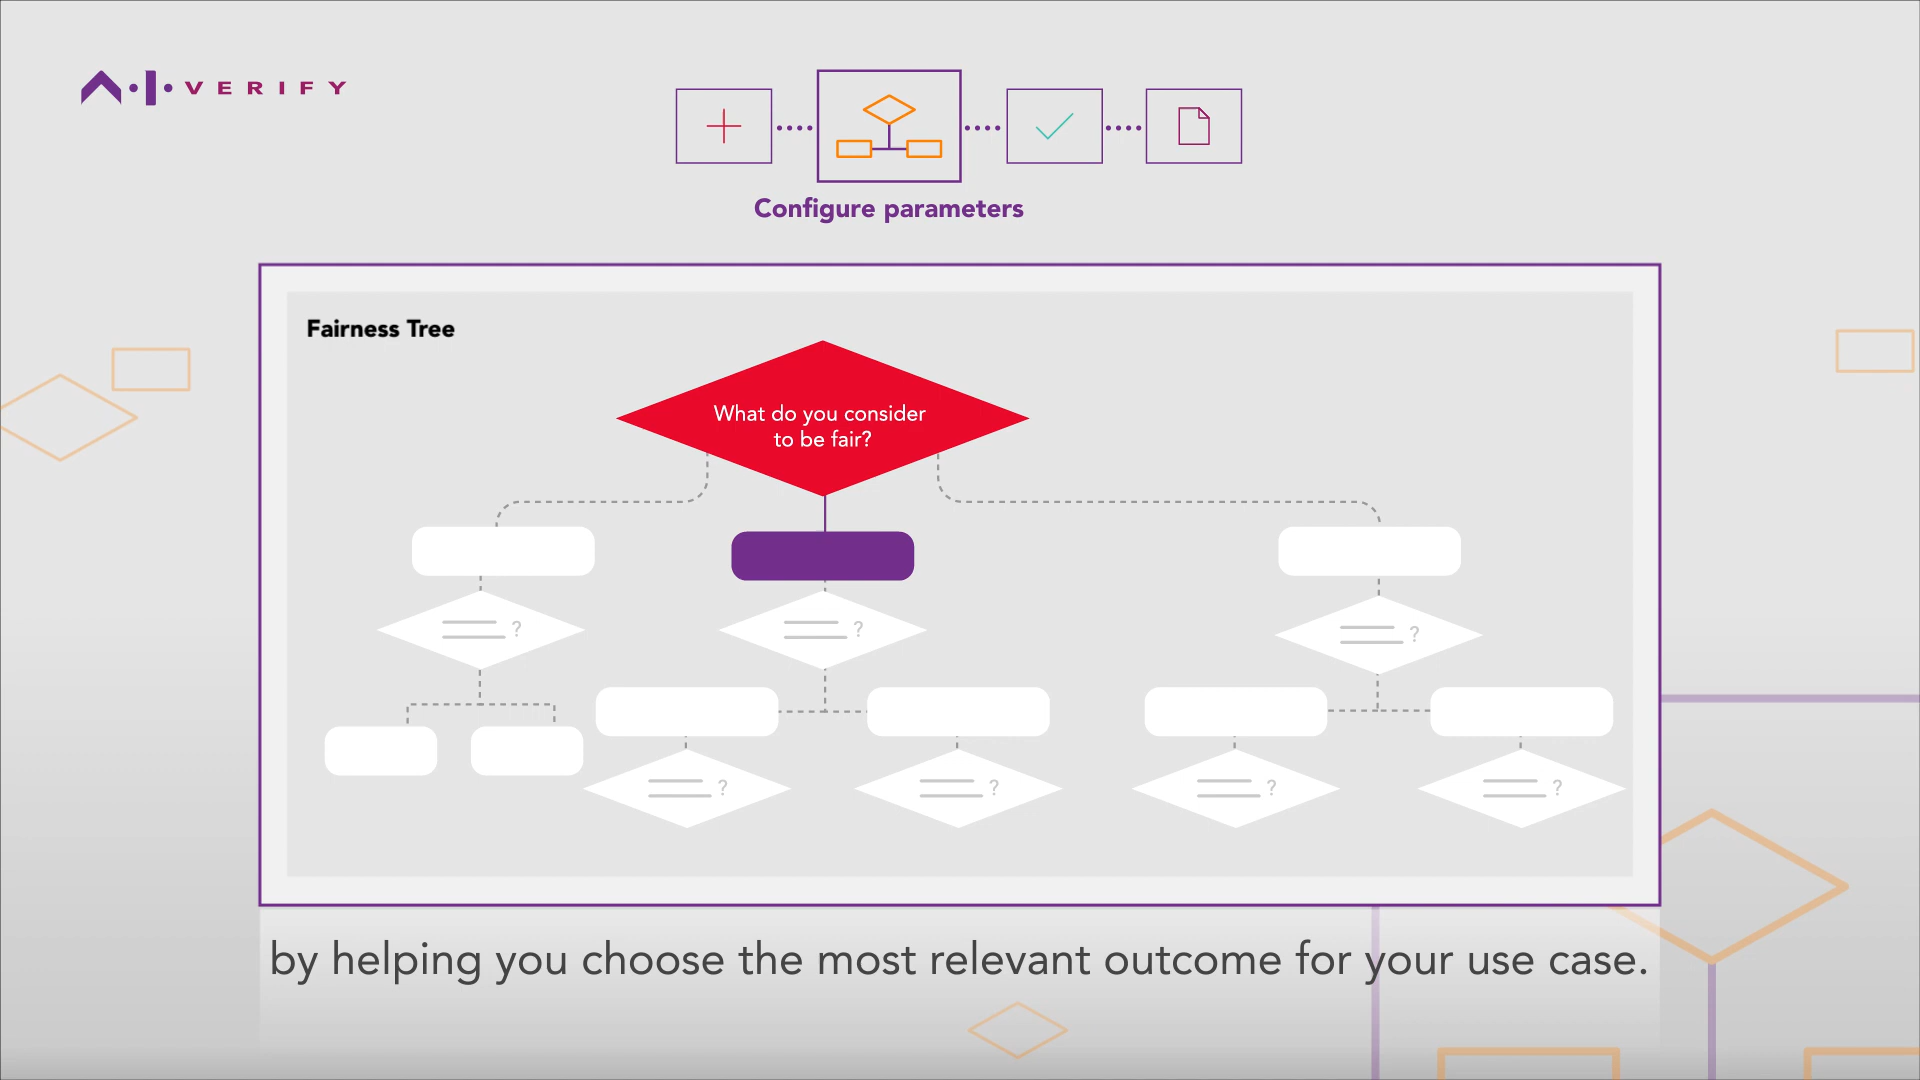 A·I·VERIFY
Configure parameters
Fairness Tree
What do you consider
to be fair?
?
?
?
?
?
?
?
by helping you choose the most relevant outcome for your use case.